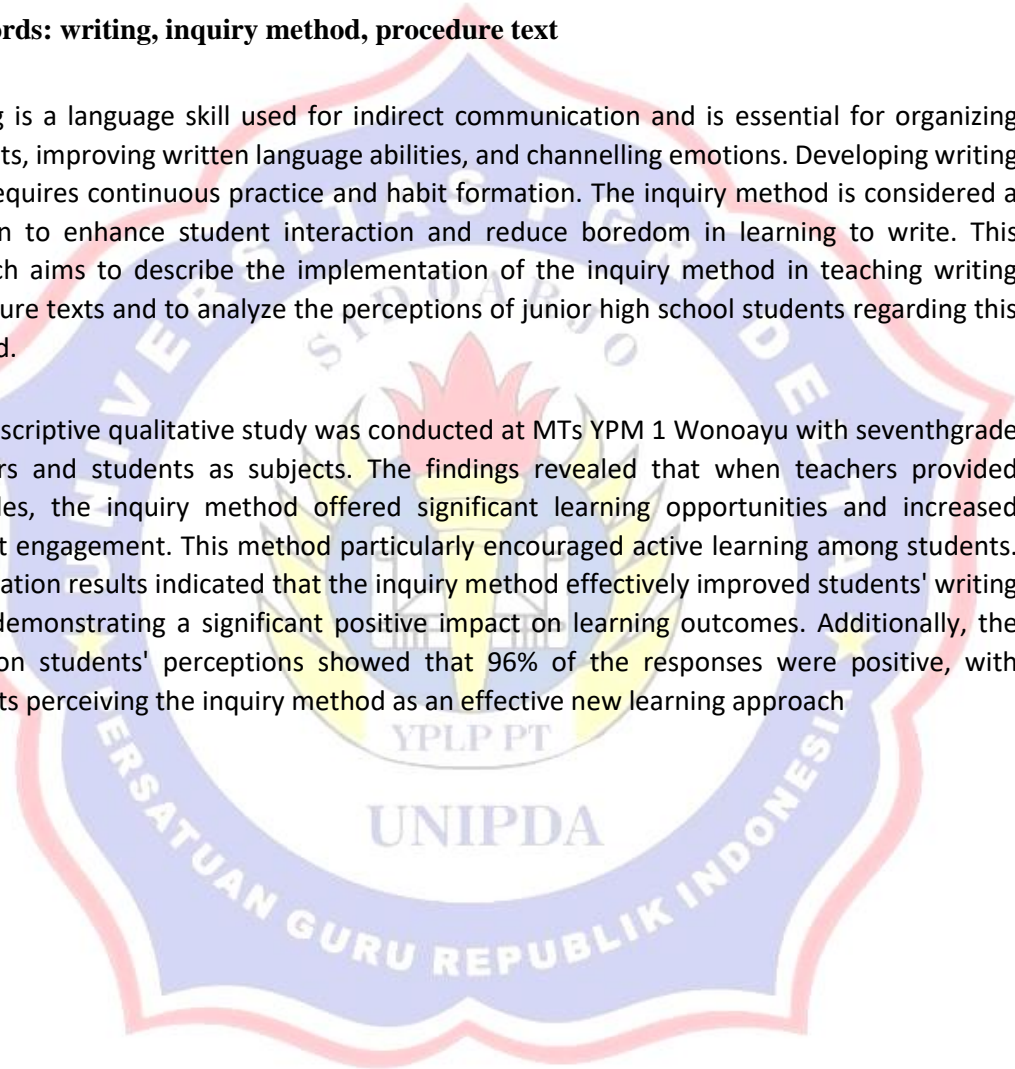 ords: writing, inquiry method, procedure text
g is a language skill used for indirect communication and is essential for organizing
ts, improving written language abilities, and channelling emotions. Developing writing
equires continuous practice and habit formation. The inquiry method is considered a
n to enhance student interaction and reduce boredom in learning to write. This
ch aims to describe the implementation of the inquiry method in teaching writing
ure texts and to analyze the perceptions of junior high school students regarding this
d.
scriptive qualitative study was conducted at MTs YPM 1 Wonoayu with seventhgrade
rs and students as subjects. The findings revealed that when teachers provided
les, the inquiry method offered significant learning opportunities and increased
t engagement. This method particularly encouraged active learning among students.
ation results indicated that the inquiry method effectively improved students' writing
demonstrating a significant positive impact on learning outcomes. Additionally, the
on students' perceptions showed that 96% of the responses were positive, with
ts perceiving the inquiry method as an effective new learning approach
UNIVERSITAS PGRI DELTA
SIDOARJO
YPLP PT
UNIPDA
PERSATUAN GURU REPUBLIK INDONESIA